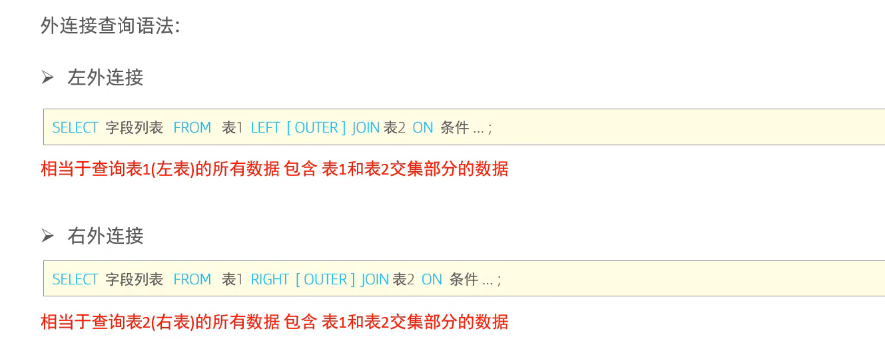 外连接查询语法:
➢ 左外连接
SELECT 字段列表 FROM 表1 LEFT [ OUTER ] JOIN 表2 ON 条件 ... ;
相当于查询表1(左表)的所有数据 包含 表1和表2交集部分的数据
➢ 右外连接
SELECT 字段列表 FROM 表1 RIGHT [ OUTER ] JOIN 表2 ON 条件 ... ;
相当于查询表2(右表)的所有数据 包含 表1和表2交集部分的数据